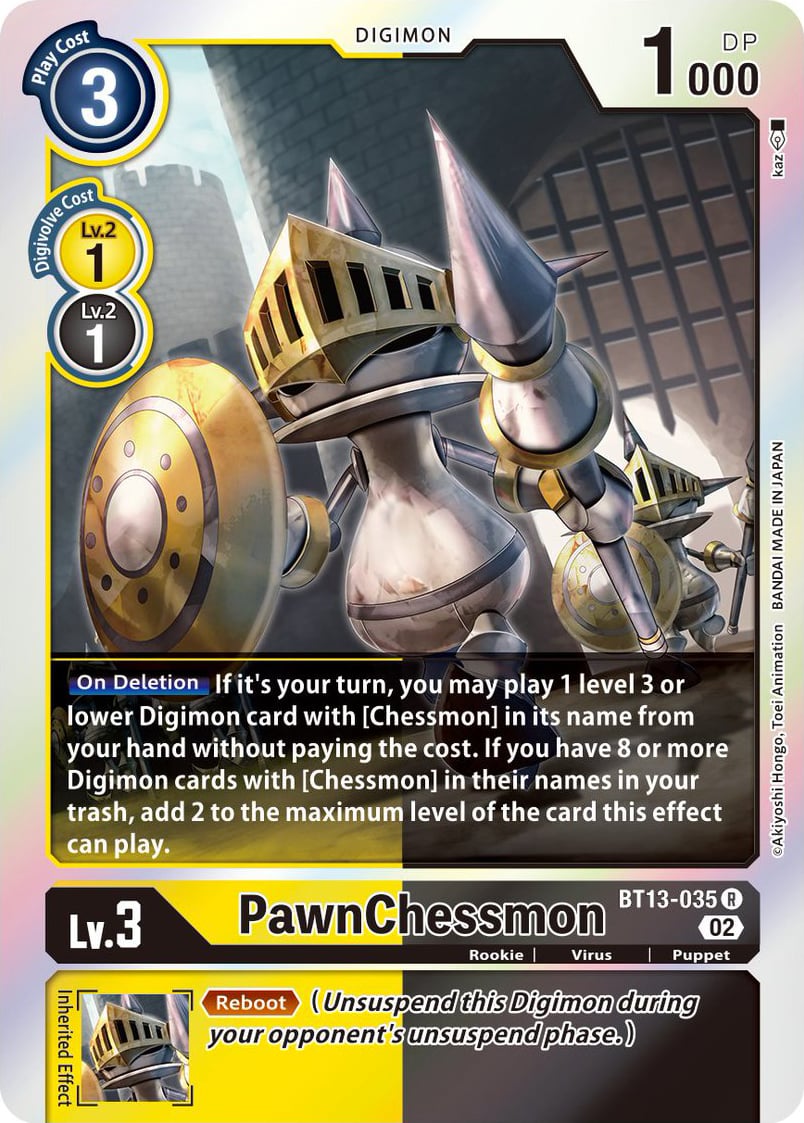 DIGIMON
Play Cost
3
DP
1000
Digivolve Cost
Lv.2
1
Lv.2
1
kaz
BANDAI MADE IN JAPAN
©Akiyoshi Hongo, Toei Animation
On Deletion If it's your turn, you may play 1 level 3 or
lower Digimon card with [Chessmon] in its name from
your hand without paying the cost. If you have 8 or more
Digimon cards with [Chessmon] in their names in your
trash, add 2 to the maximum level of the card this effect
can play.
Lv.3
PawnChessmon
BT13-035 R
02
Rookie | Virus | Puppet
Inherited Effect
Reboot (Unsuspend this Digimon during
your opponent's unsuspend phase.)